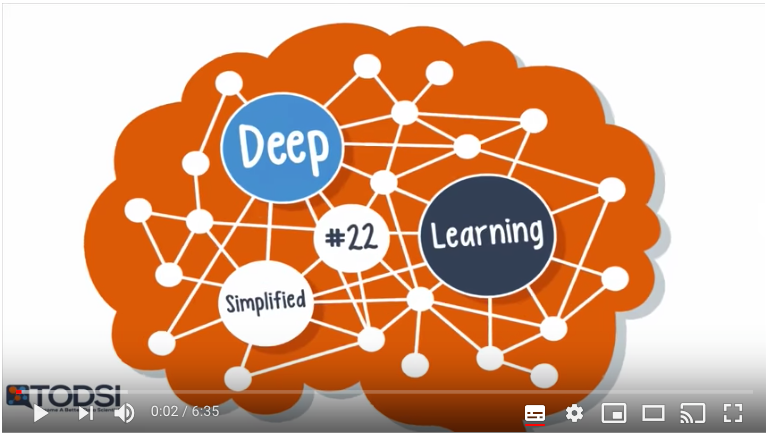 Deep
#22
Learning
Simplified
TODSI
0:02 / 6:35